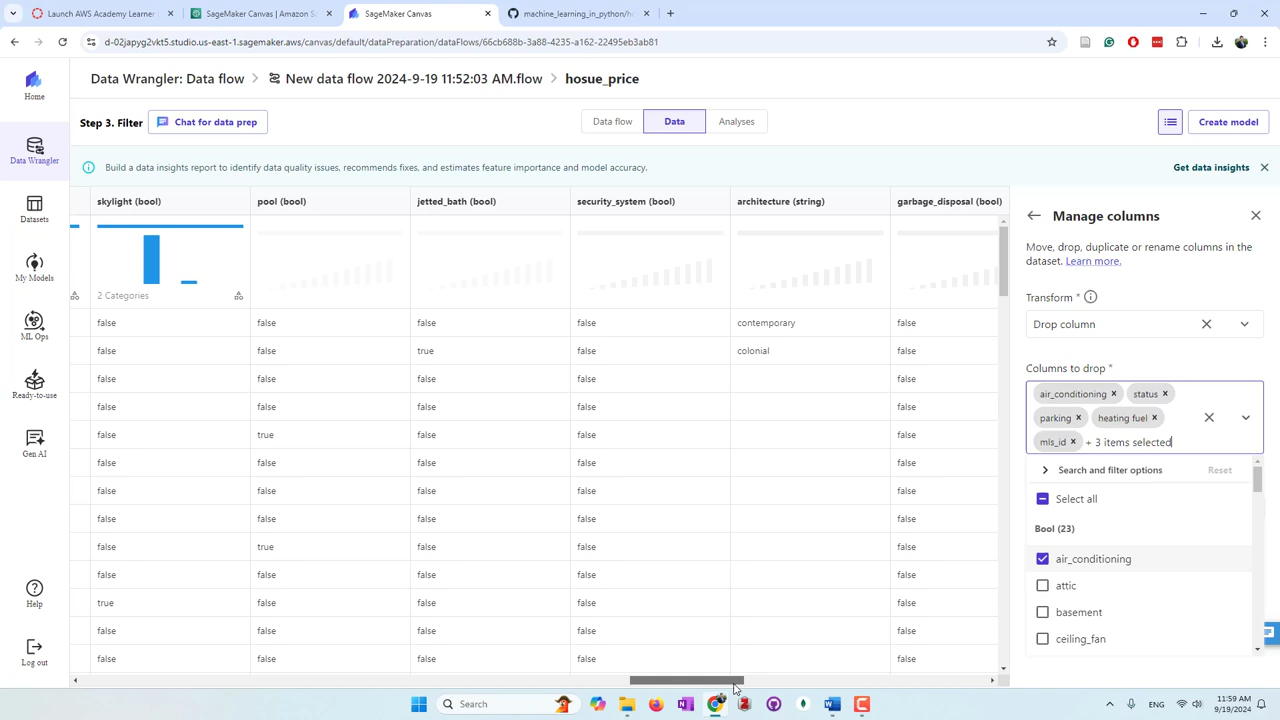 Launch AWS Academy Learner
SageMaker Canvas | Amazon S
SageMaker Canvas
machine_learning_in_python/ho
d-02japyg2vkt5.studio.us-east-1.sagemaker.aws/canvas/default/dataPreparation/dataFlows/66cb688b-3a88-4235-a162-22495eb3ab81
Home
Data Wrangler: Data flow > New data flow 2024-9-19 11:52:03 AM.flow > hosue_price
Step 3. Filter
Chat for data prep
Data flow
Data
Analyses
Create model
Data Wrangler
Datasets
My Models
ML Ops
Ready-to-use
Gen AI
Help
Log out
Build a data insights report to identify data quality issues, recommends fixes, and estimates feature importance and model accuracy.
Get data insights
skylight (bool) pool (bool) jetted_bath (bool) security_system (bool) architecture (string) garbage_disposal (bool)
2 Categories
false false false false contemporary false
false false true false colonial false
false false false false false
false false false false false
false true false false false
false false false false false
false false false false false
false false false false false
false true false false false
false false false false false
true false false false false
false false false false false
false false false false false
Manage columns
Move, drop, duplicate or rename columns in the
dataset. Learn more.
Transform *
Drop column
Columns to drop *
air_conditioning × status ×
parking × heating fuel ×
mls_id × + 3 items selected
Search and filter options Reset
Select all
Bool (23)
air_conditioning
attic
basement
ceiling_fan
Search
ENG
11:59 AM
9/19/2024